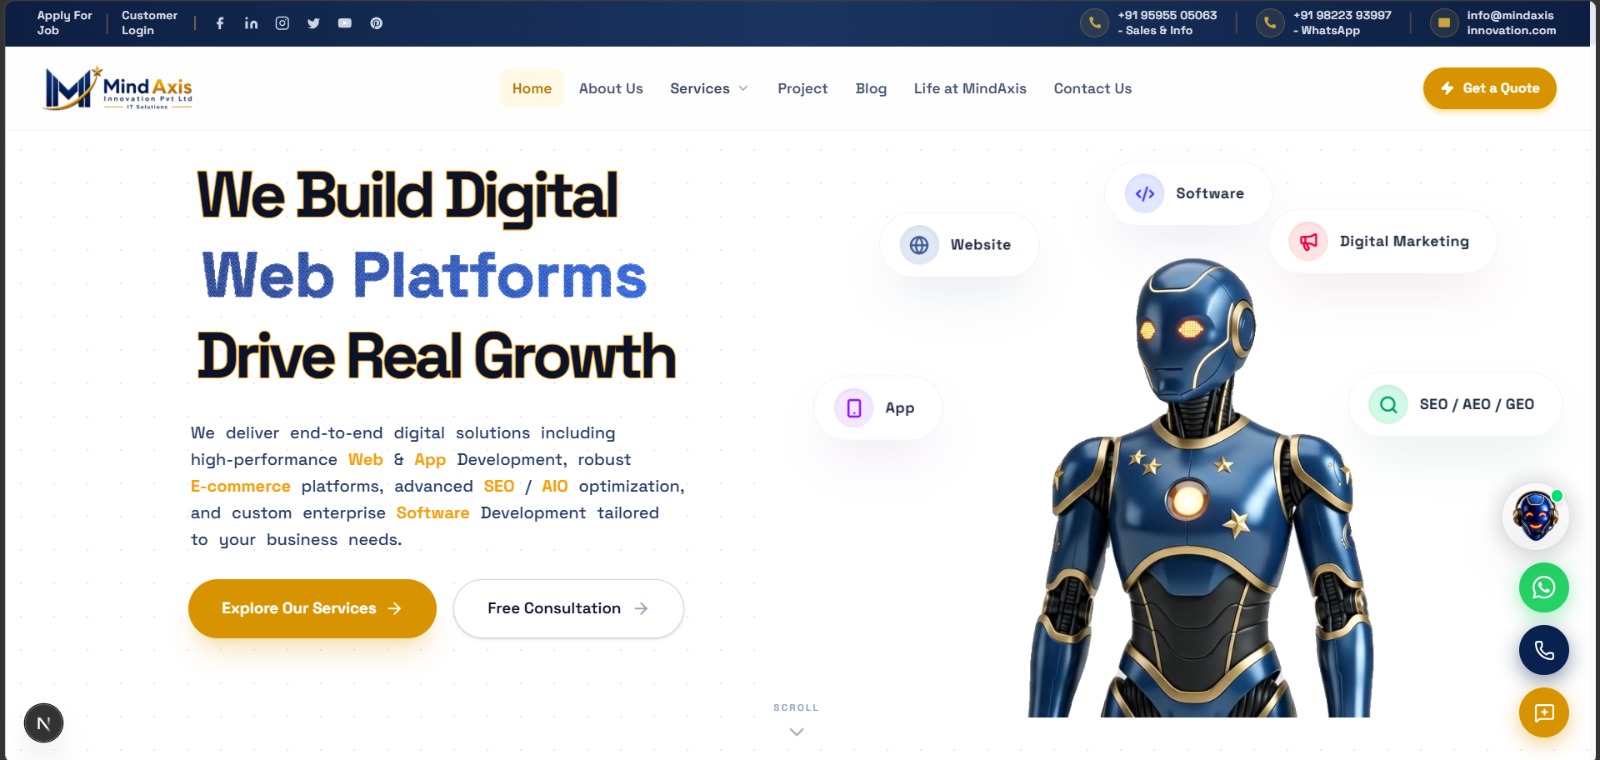 Apply For
Job
Customer
Login
+91 95955 05063
- Sales & Info
+91 98223 93997
- WhatsApp
info@mindaxis
innovation.com
Mind Axis
Innovation Pvt Ltd
IT Solutions
Home
About Us
Services
Project
Blog
Life at MindAxis
Contact Us
Get a Quote
We Build Digital
Web Platforms
Drive Real Growth
We deliver end-to-end digital solutions including
high-performance Web & App Development, robust
E-commerce platforms, advanced SEO / AIO optimization,
and custom enterprise Software Development tailored
to your business needs.
Explore Our Services
Free Consultation
Website
Software
Digital Marketing
App
SEO / AEO / GEO
SCROLL
N